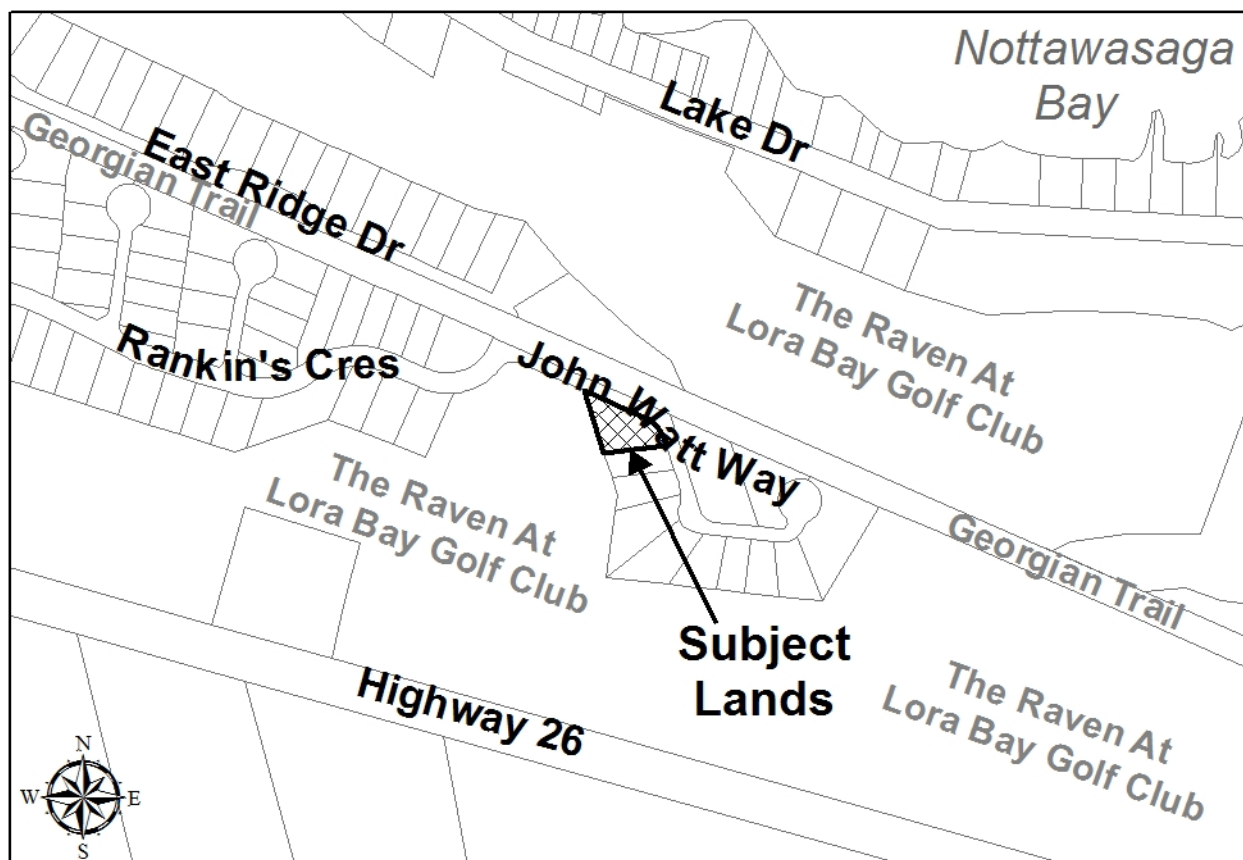 Nottawasaga
Bay
Lake Dr
East Ridge Dr
Georgian Trail
Rankin's Cres
John Watt Way
The Raven At
Lora Bay Golf Club
The Raven At
Lora Bay Golf Club
Georgian Trail
Subject
Lands
The Raven At
Lora Bay Golf Club
Highway 26
N
W E
S